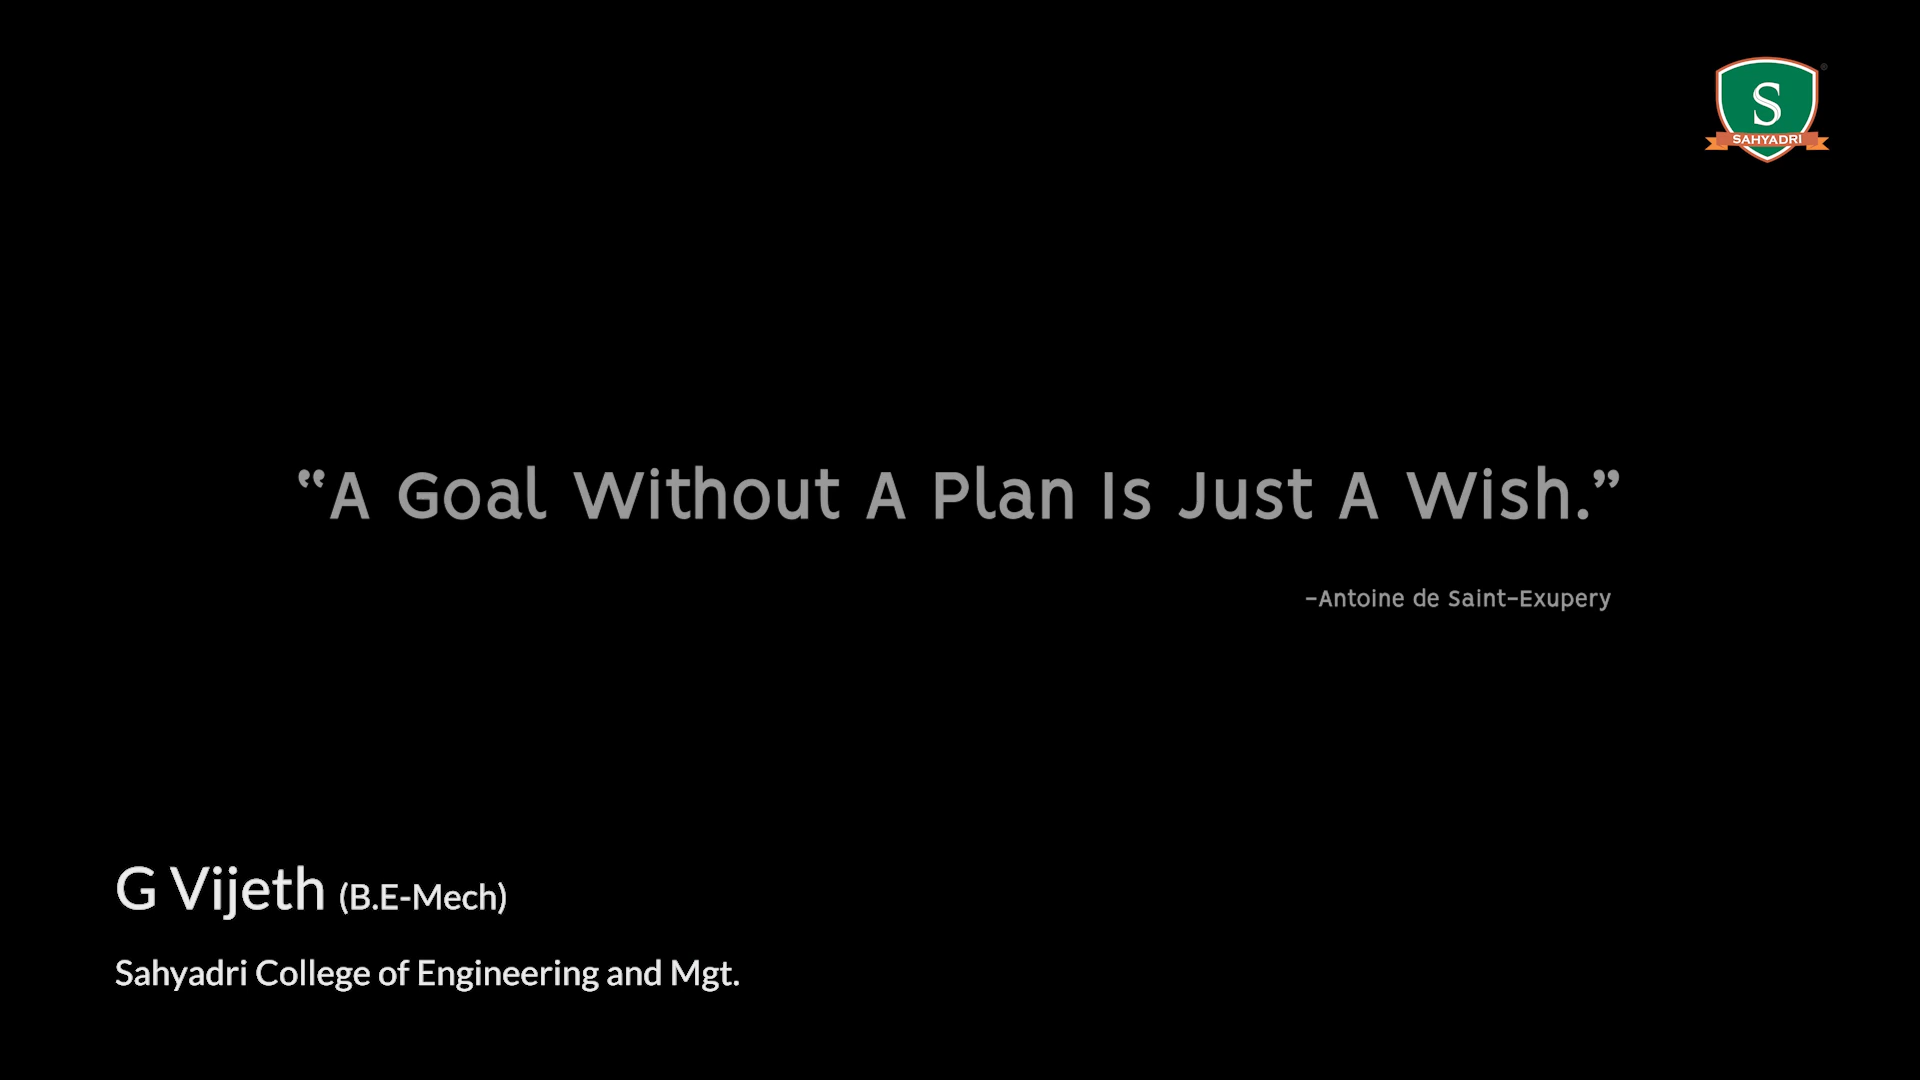 S
SAHYADRI
“A Goal Without A Plan Is Just A Wish.”
-Antoine de Saint-Exupery
G Vijeth (B.E-Mech)
Sahyadri College of Engineering and Mgt.